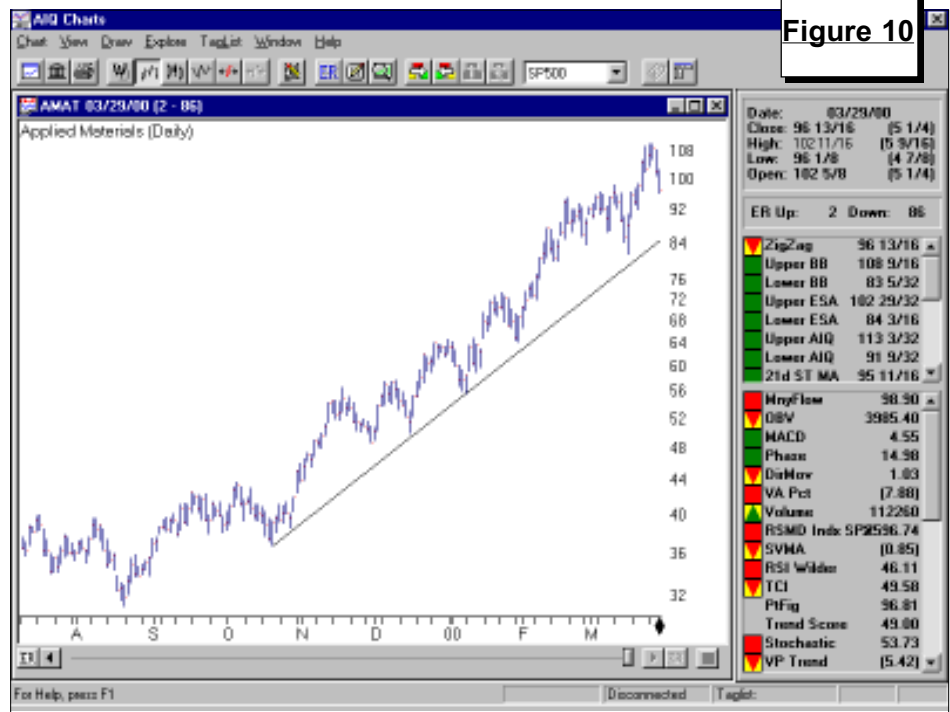 AIQ Charts
Figure 10
Chart View Draw Explore TagList Window Help
ER SP500
AMAT 03/29/00 (2 - 86)
Applied Materials (Daily)
108
100
92
84
76
72
68
64
60
56
52
48
44
40
36
32
A S O N D 00 F M
Date: 03/29/00
Close: 96 13/16 (5 1/4)
High: 102 11/16 (5 9/16)
Low: 96 1/8 (4 7/8)
Open: 102 5/8 (5 1/4)
ER Up: 2 Down: 86
ZigZag 96 13/16
Upper BB 108 9/16
Lower BB 83 5/32
Upper ESA 102 29/32
Lower ESA 84 3/16
Upper AIQ 113 3/32
Lower AIQ 91 9/32
21d ST MA 95 11/16
MnyFlow 98.90
OBV 3985.40
MACD 4.55
Phase 14.98
DirMov 1.03
VA Pct (7.88)
Volume 112260
RSMD Indx SP
SVMA (0.85)
RSI Wilder 46.11
TCI 49.58
PtFig 96.81
Trend Score 49.00
Stochastic 53.73
VP Trend (5.42)
ER
For Help, press F1
Disconnected
Taglist: